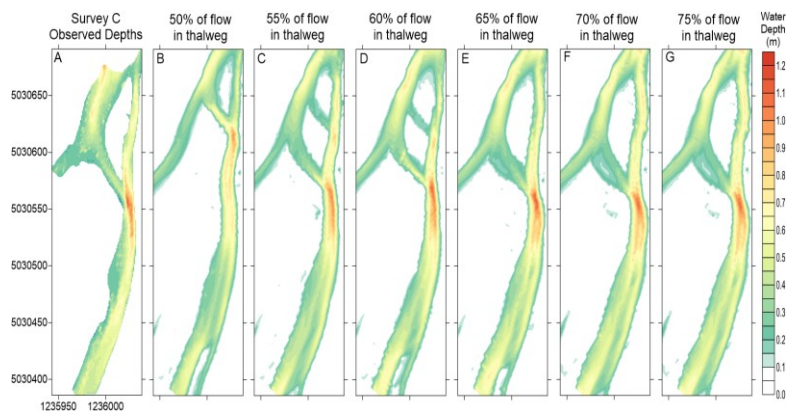 Survey C
Observed Depths
50% of flow
in thalweg
55% of flow
in thalweg
60% of flow
in thalweg
65% of flow
in thalweg
70% of flow
in thalweg
75% of flow
in thalweg
Water
Depth
(m)
A
B
C
D
E
F
G
5030650
5030600
5030550
5030500
5030450
5030400
1235950 1236000
1.2
1.1
1.0
0.9
0.8
0.7
0.6
0.5
0.4
0.3
0.2
0.10
0.0